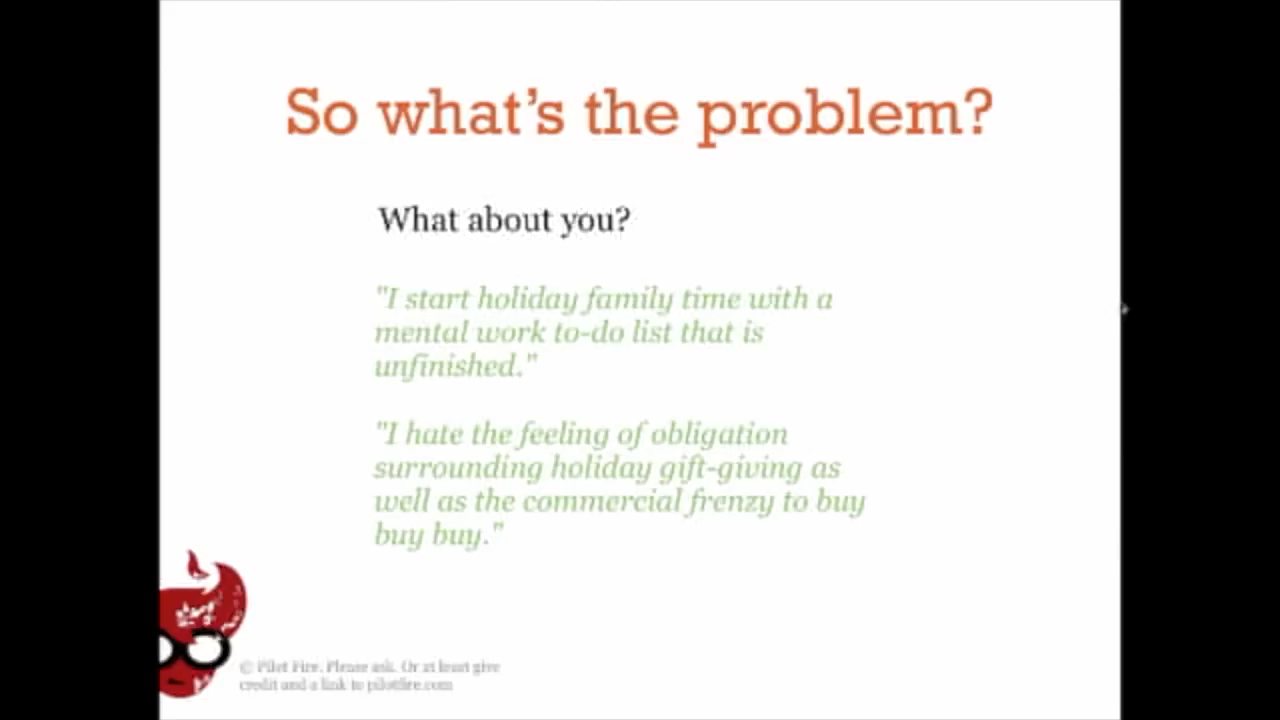 So what's the problem?
What about you?
"I start holiday family time with a
mental work to-do list that is
unfinished."
"I hate the feeling of obligation
surrounding holiday gift-giving as
well as the commercial frenzy to buy
buy buy."
© Pilot Fire. Please ask. Or at least give
credit and a link to pilotfire.com